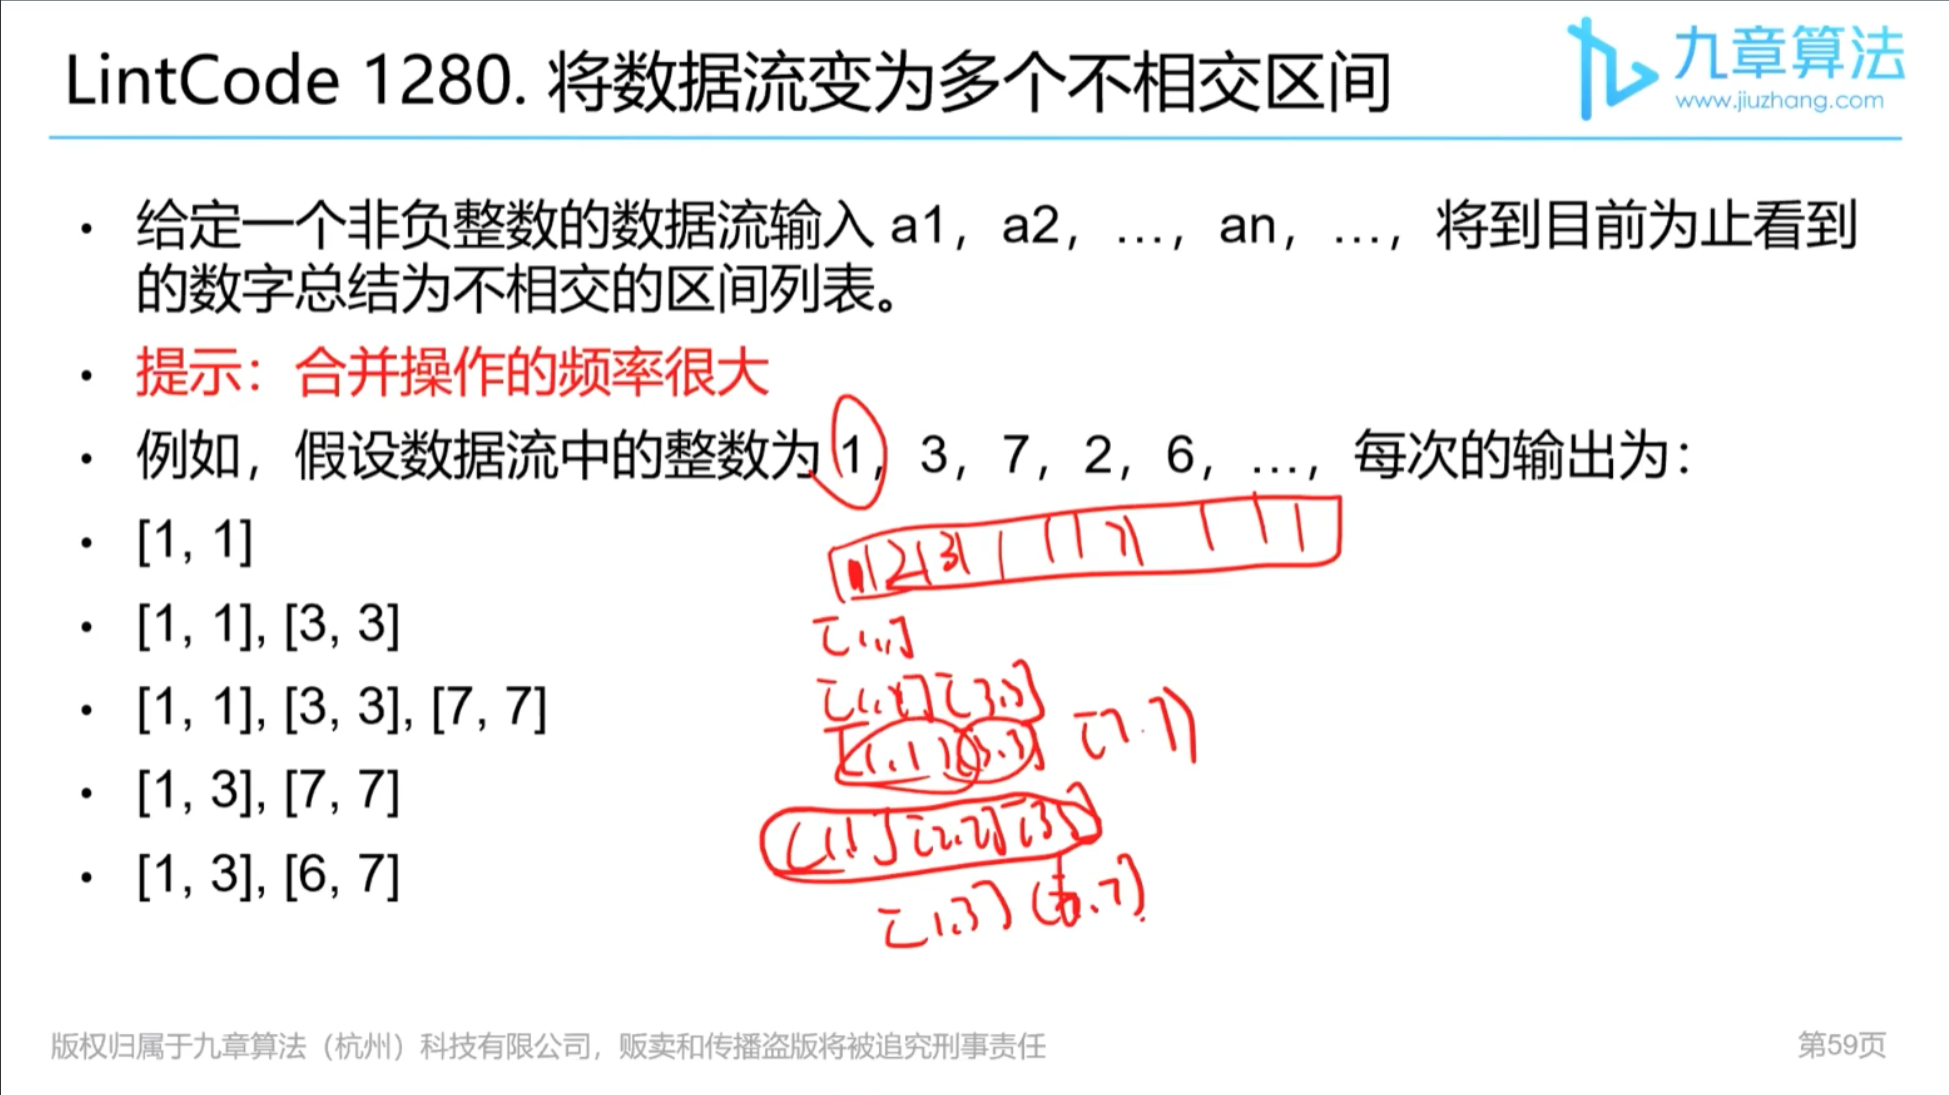 LintCode 1280. 将数据流变为多个不相交区间
九章算法
www.jiuzhang.com
• 给定一个非负整数的数据流输入 a1，a2，…，an，…，将到目前为止看到
的数字总结为不相交的区间列表。
• 提示：合并操作的频率很大
• 例如，假设数据流中的整数为 1，3，7，2，6，…，每次的输出为：
• [1, 1]
• [1, 1], [3, 3]
• [1, 1], [3, 3], [7, 7]
• [1, 3], [7, 7]
• [1, 3], [6, 7]
2 3 7
[1,1]
[1,1] [3,3]
[1,1] [3,3] [7,7]
[1,1] [2,2] [3,3]
[1,3] [6,7]
版权归属于九章算法（杭州）科技有限公司，贩卖和传播盗版将被追究刑事责任
第59页